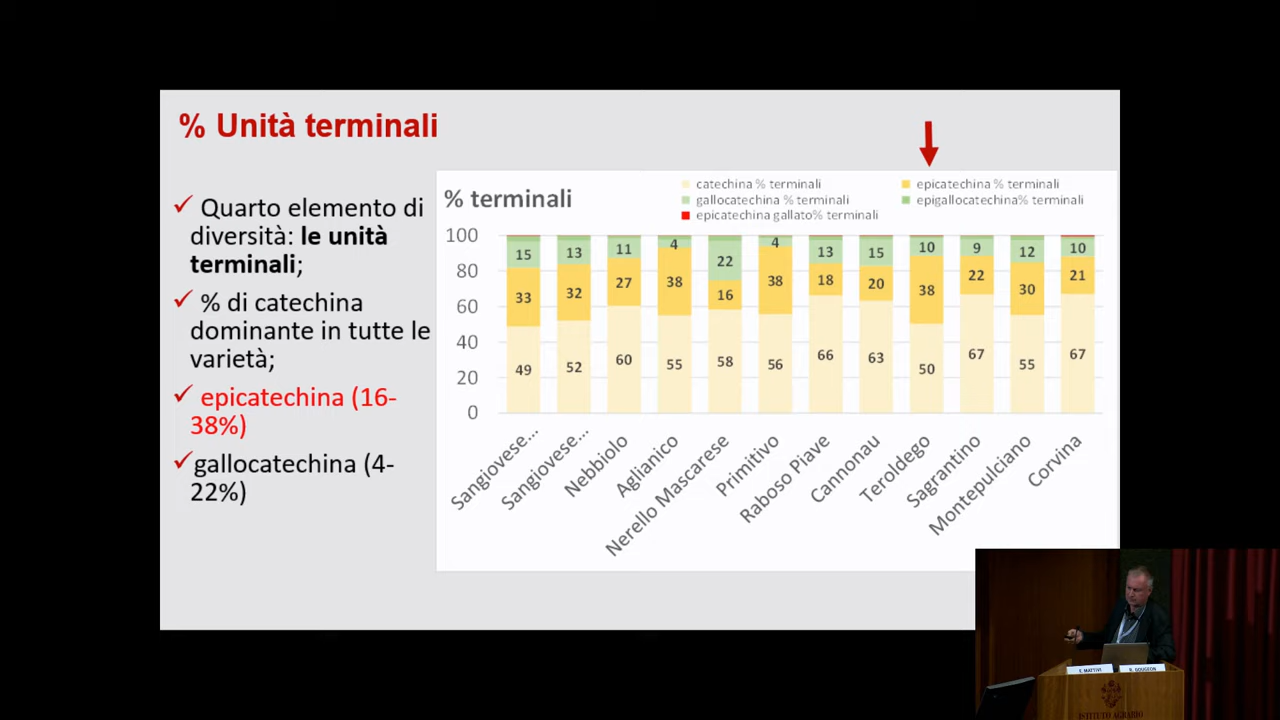 % Unità terminali
Quarto elemento di
diversità: le unità
terminali;
% di catechina
dominante in tutte le
varietà;
epicatechina (16-
38%)
gallocatechina (4-
22%)
% terminali
catechina % terminali
epicatechina % terminali
gallocatechina % terminali
epigallocatechina% terminali
epicatechina gallato% terminali
100
80
60
40
20
0
15 13 11 4 22 4 13 15 10 9 12 10
33 32 27 38 16 38 18 20 38 22 30 21
49 52 60 55 58 56 66 63 50 67 55 67
Sangiovese...
Sangiovese...
Nebbiolo
Aglianico
Nerello Mascarese
Primitivo
Raboso Piave
Cannonau
Teroldego
Sagrantino
Montepulciano
Corvina
F. MATTIVI
R. GOUGEON
ISTITUTO AGRARIO